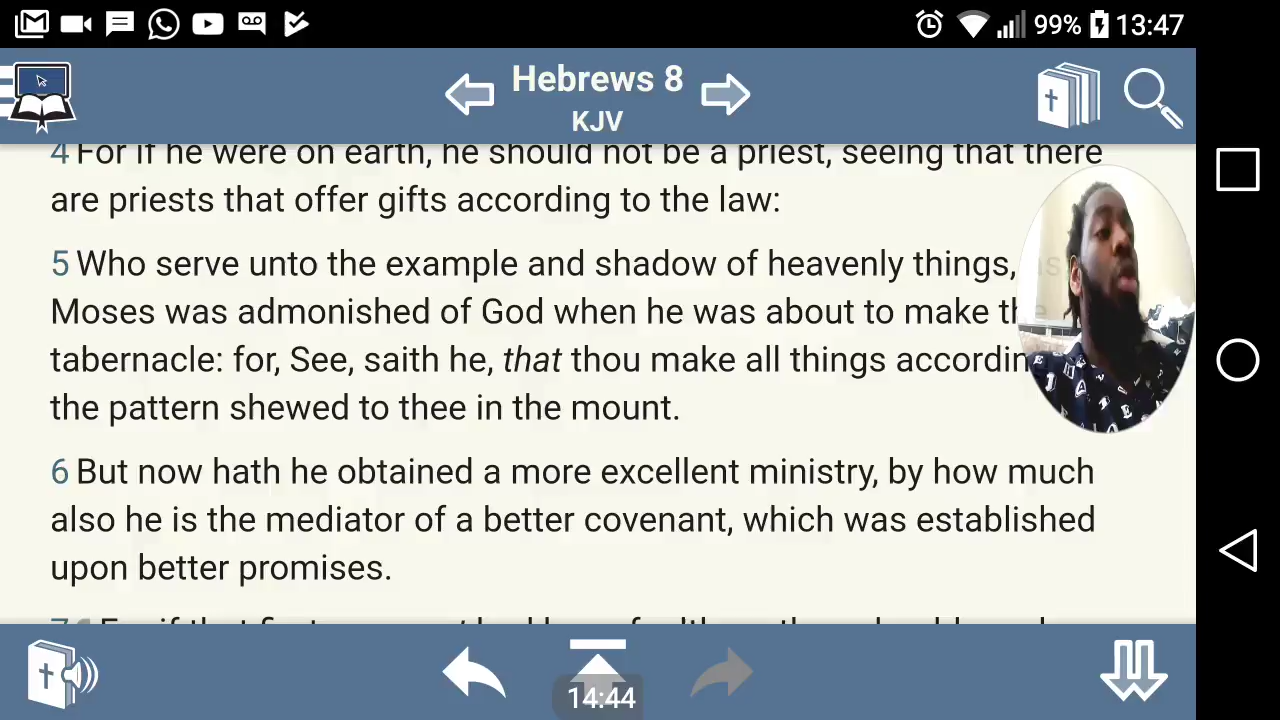 99% 13:47
Hebrews 8
KJV
4 For if he were on earth, he should not be a priest, seeing that there
are priests that offer gifts according to the law:
5 Who serve unto the example and shadow of heavenly things, as
Moses was admonished of God when he was about to make the
tabernacle: for, See, saith he, that thou make all things accordin
the pattern shewed to thee in the mount.
6 But now hath he obtained a more excellent ministry, by how much
also he is the mediator of a better covenant, which was established
upon better promises.
14:44